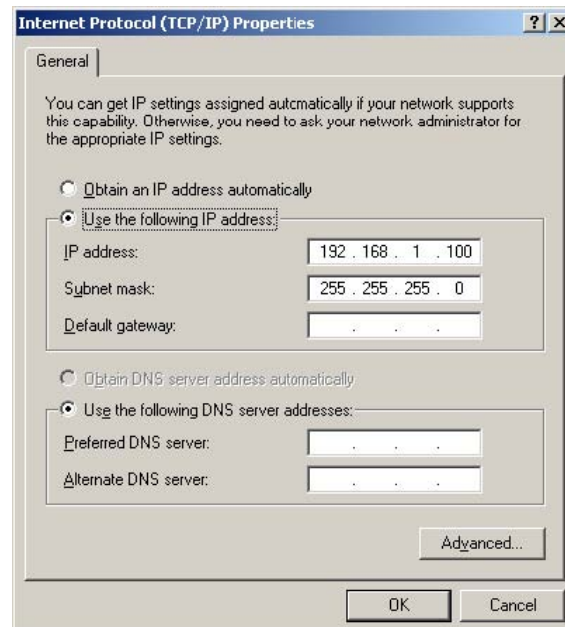 Internet Protocol (TCP/IP) Properties
General
You can get IP settings assigned automatically if your network supports
this capability. Otherwise, you need to ask your network administrator for
the appropriate IP settings.
Obtain an IP address automatically
Use the following IP address:
IP address: 192 . 168 . 1 . 100
Subnet mask: 255 . 255 . 255 . 0
Default gateway: . . .
Obtain DNS server address automatically
Use the following DNS server addresses:
Preferred DNS server: . . .
Alternate DNS server: . . .
Advanced...
OK Cancel